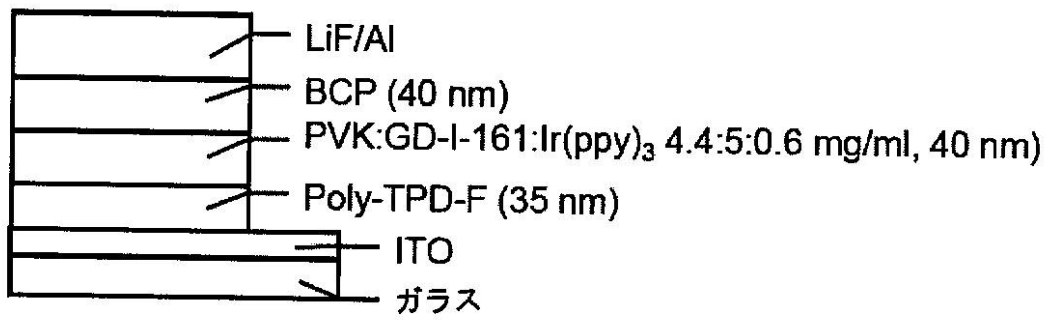 LiF/Al
BCP (40 nm)
PVK:GD-I-161:Ir(ppy)₃ 4.4:5:0.6 mg/ml, 40 nm)
Poly-TPD-F (35 nm)
ITO
ガラス